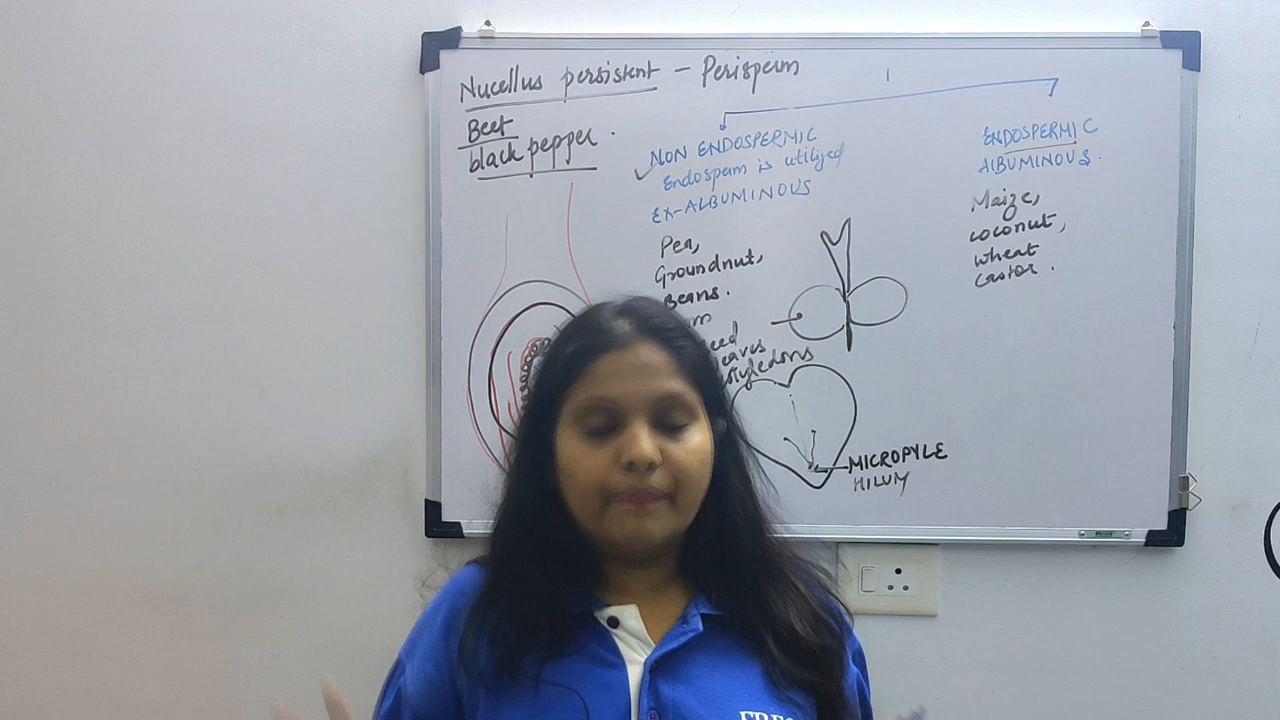 Nucellus persistent - Perisperm
Beet
black pepper.
NON ENDOSPERMIC
Endosperm is utilized
EX-ALBUMINOUS
Pea,
Groundnut,
Beans.
ENDOSPERMIC
AlBUMINOUS.
Maize,
coconut,
wheat
castor.
MICROPYLE
HILUM